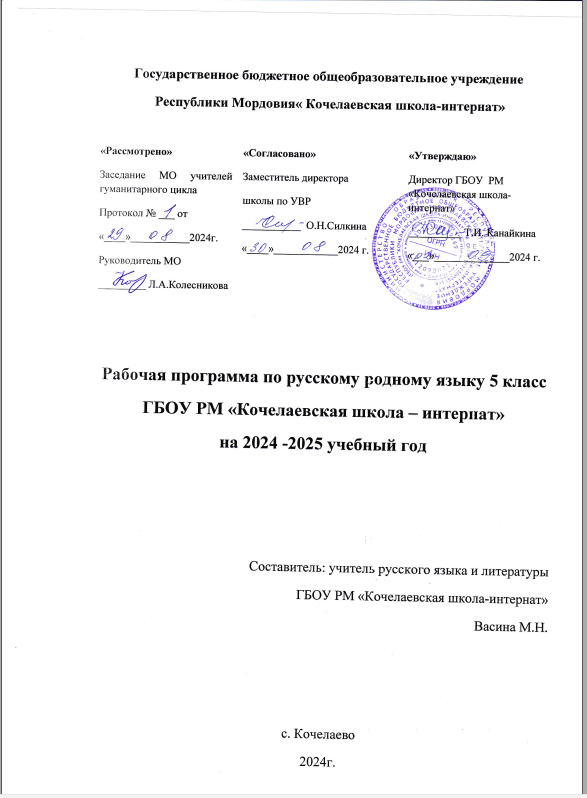 Государственное бюджетное общеобразовательное учреждение
Республики Мордовия« Кочелаевская школа-интернат»
«Рассмотрено»
Заседание МО учителей
гуманитарного цикла
Протокол № 1 от
« 29 » 08 2024г.
Руководитель МО
Л.А.Колесникова
«Согласовано»
Заместитель директора
школы по УВР
О.Н.Силкина
« 30 » 08 2024 г.
«Утверждаю»
Директор ГБОУ РМ
«Кочелаевская школа-
интернат»
Т.И. Канайкина
2024 г.
Рабочая программа по русскому родному языку 5 класс
ГБОУ РМ «Кочелаевская школа – интернат»
на 2024 -2025 учебный год
Составитель: учитель русского языка и литературы
ГБОУ РМ «Кочелаевская школа-интернат»
Васина М.Н.
с. Кочелаево
2024г.